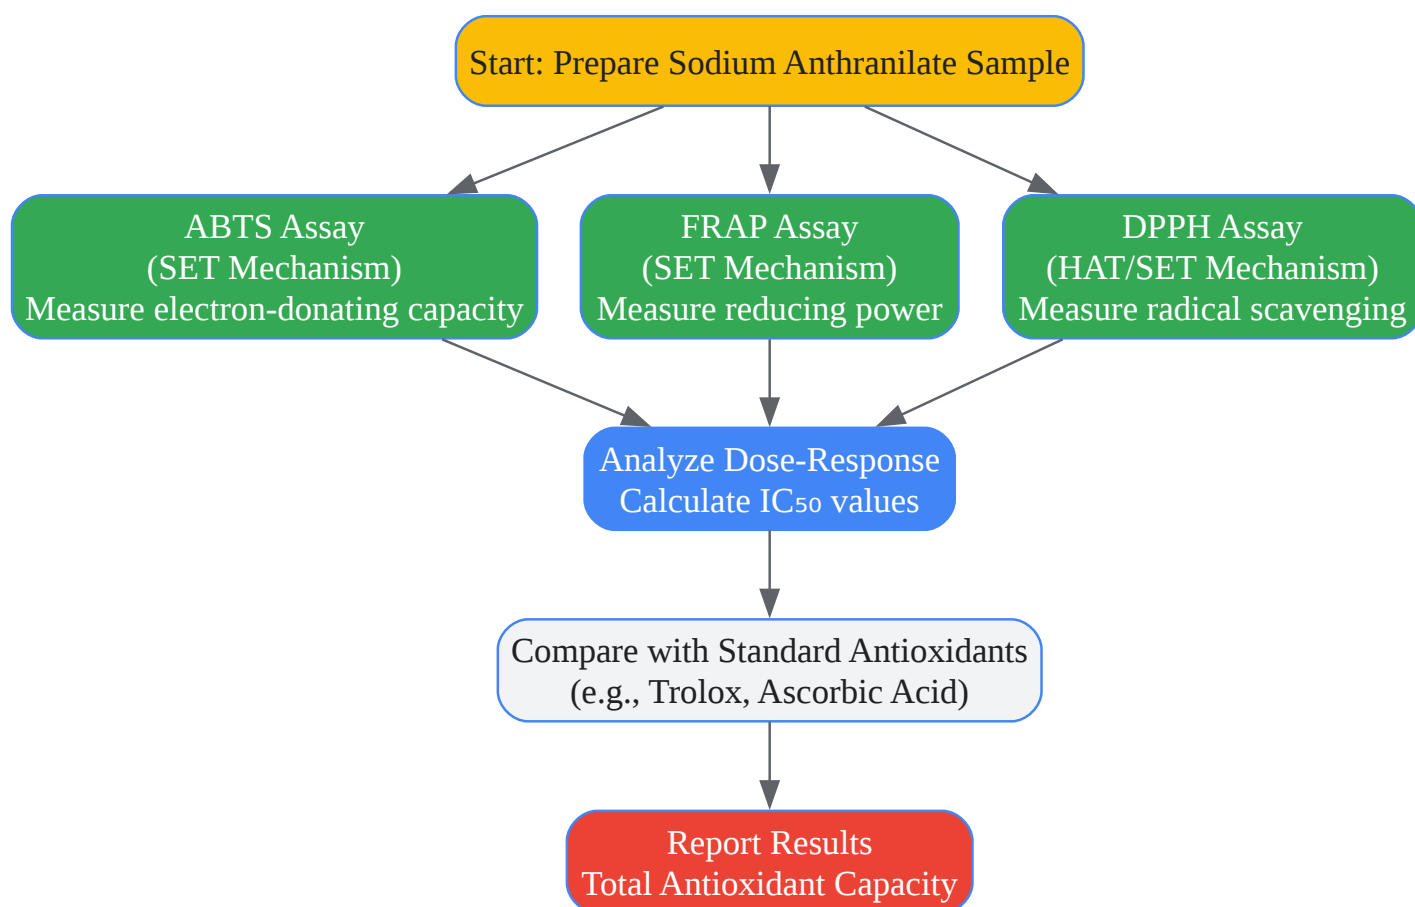 Start: Prepare Sodium Anthranilate Sample
ABTS Assay
(SET Mechanism)
Measure electron-donating capacity
FRAP Assay
(SET Mechanism)
Measure reducing power
DPPH Assay
(HAT/SET Mechanism)
Measure radical scavenging
Analyze Dose-Response
Calculate IC₅₀ values
Compare with Standard Antioxidants
(e.g., Trolox, Ascorbic Acid)
Report Results
Total Antioxidant Capacity